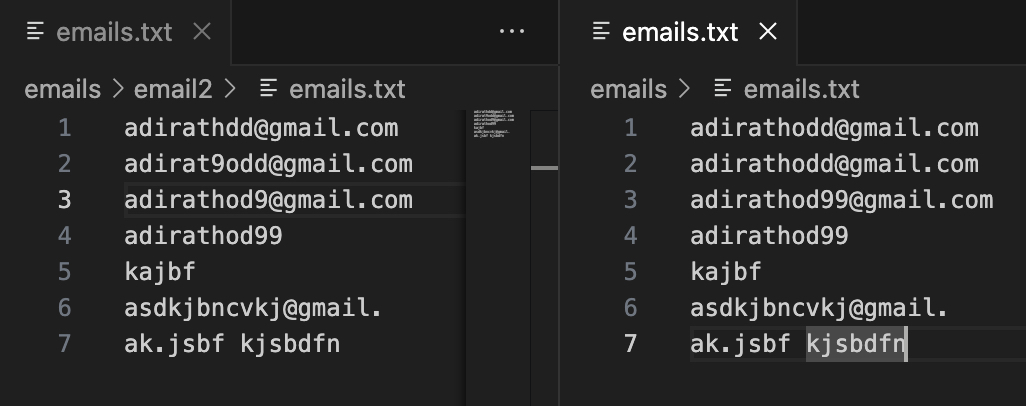 emails.txt
emails > email2 > emails.txt
1 adirathdd@gmail.com
2 adirat9odd@gmail.com
3 adirathod9@gmail.com
4 adirathod99
5 kajbf
6 asdkjbncvkj@gmail.
7 ak.jsbf kjsbdfn
emails.txt
emails > emails.txt
1 adirathodd@gmail.com
2 adirathodd@gmail.com
3 adirathod99@gmail.com
4 adirathod99
5 kajbf
6 asdkjbncvkj@gmail.
7 ak.jsbf kjsbdfn